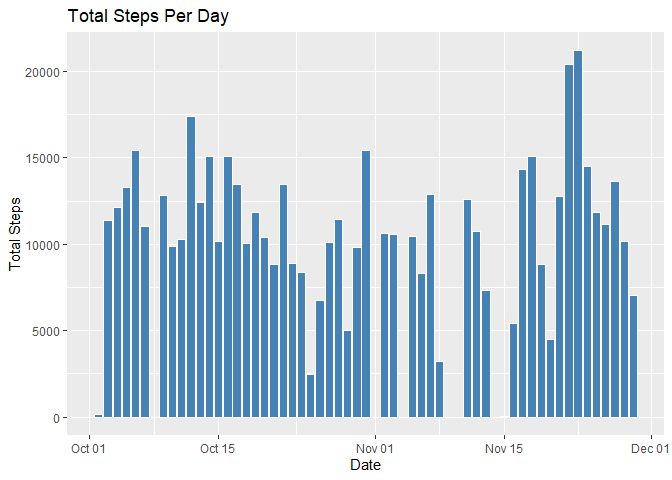 Total Steps Per Day
Total Steps
20000
15000
10000
5000
0
Oct 01
Oct 15
Nov 01
Nov 15
Dec 01
Date